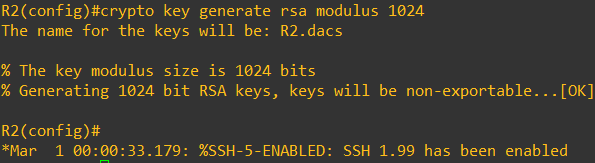 R2(config)#crypto key generate rsa modulus 1024
The name for the keys will be: R2.dacs
% The key modulus size is 1024 bits
% Generating 1024 bit RSA keys, keys will be non-exportable...[OK]
R2(config)#
*Mar  1 00:00:33.179: %SSH-5-ENABLED: SSH 1.99 has been enabled